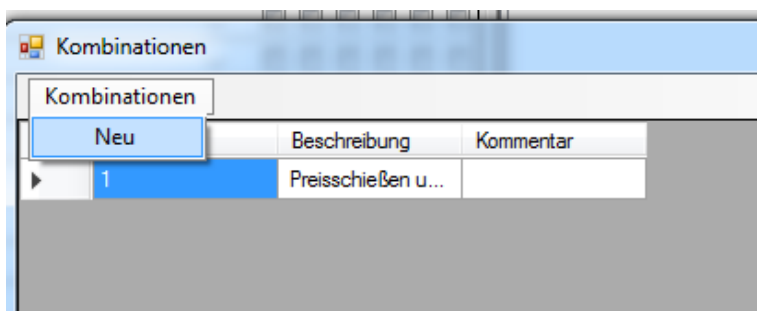 Kombinationen
Kombinationen
Neu
Beschreibung Kommentar
1 Preisschießen u...